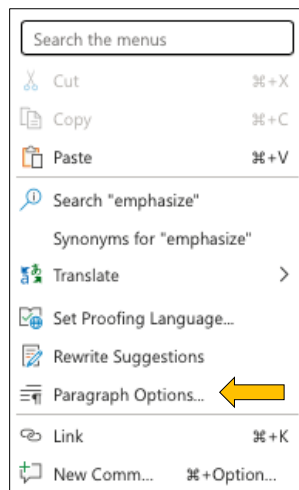 Search the menus
Cut ⌘+X
Copy ⌘+C
Paste ⌘+V
Search "emphasize"
Synonyms for "emphasize"
Translate
Set Proofing Language...
Rewrite Suggestions
Paragraph Options...
Link ⌘+K
New Comm... ⌘+Option...